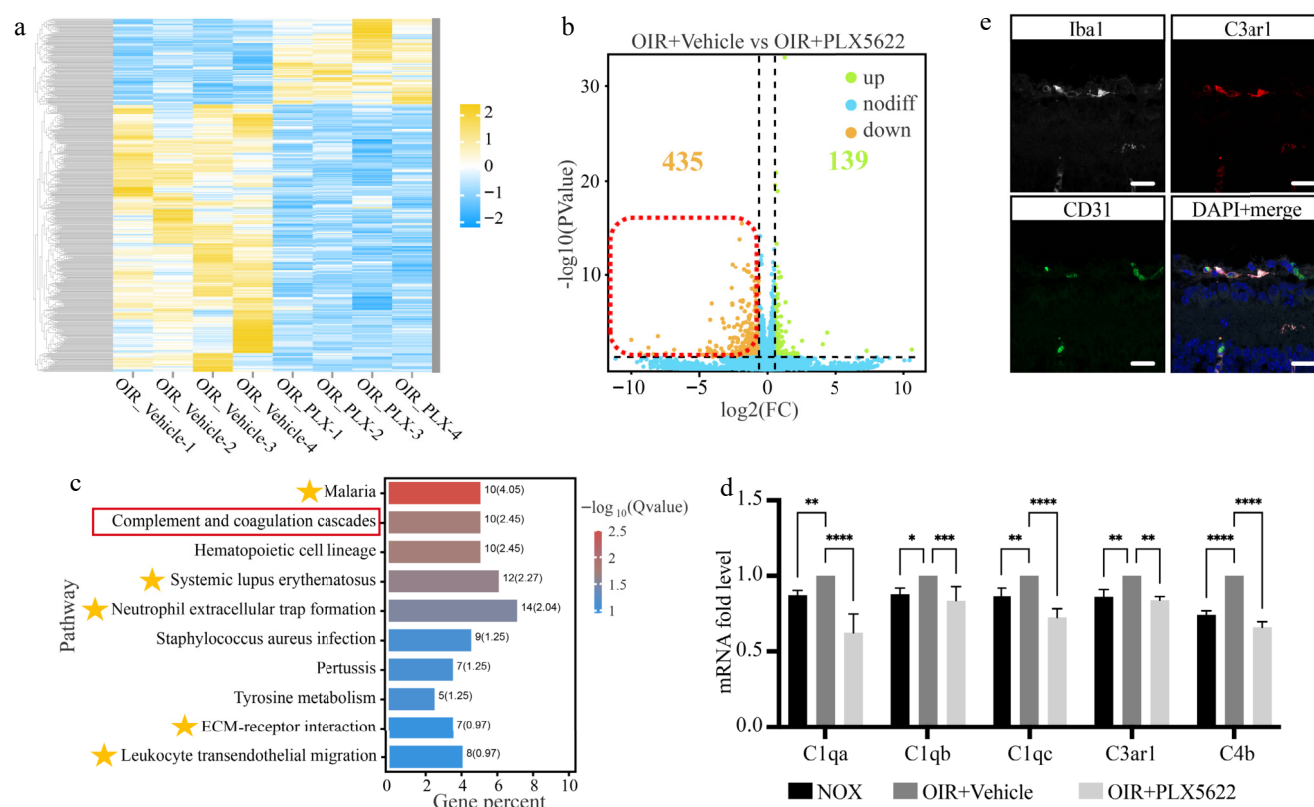 a
2
1
0
−1
−2
OIR_Vehicle-1
OIR_Vehicle-2
OIR_Vehicle-3
OIR_Vehicle-4
OIR_PLX-1
OIR_PLX-2
OIR_PLX-3
OIR_PLX-4
b
OIR+Vehicle vs OIR+PLX5622
up
nodiff
down
435
139
30
20
10
0
-log10(PValue)
−10
−5
0
5
10
log2(FC)
e
Iba1
C3ar1
CD31
DAPI+merge
c
Malaria
10(4.05)
Complement and coagulation cascades
10(2.45)
Hematopoietic cell lineage
10(2.45)
Systemic lupus erythematosus
12(2.27)
Neutrophil extracellular trap formation
14(2.04)
Staphylococcus aureus infection
9(1.25)
Pertussis
7(1.25)
Tyrosine metabolism
5(1.25)
ECM-receptor interaction
7(0.97)
Leukocyte transendothelial migration
8(0.97)
Pathway
0 2 4 6 8 10
Gene percent
−log10(Qvalue)
2.5
2
1.5
1
d
mRNA fold level
1.5
1.0
0.5
0.0
** **** * *** ** **** ** ** **** ****
C1qa C1qb C1qc C3ar1 C4b
NOX OIR+Vehicle OIR+PLX5622